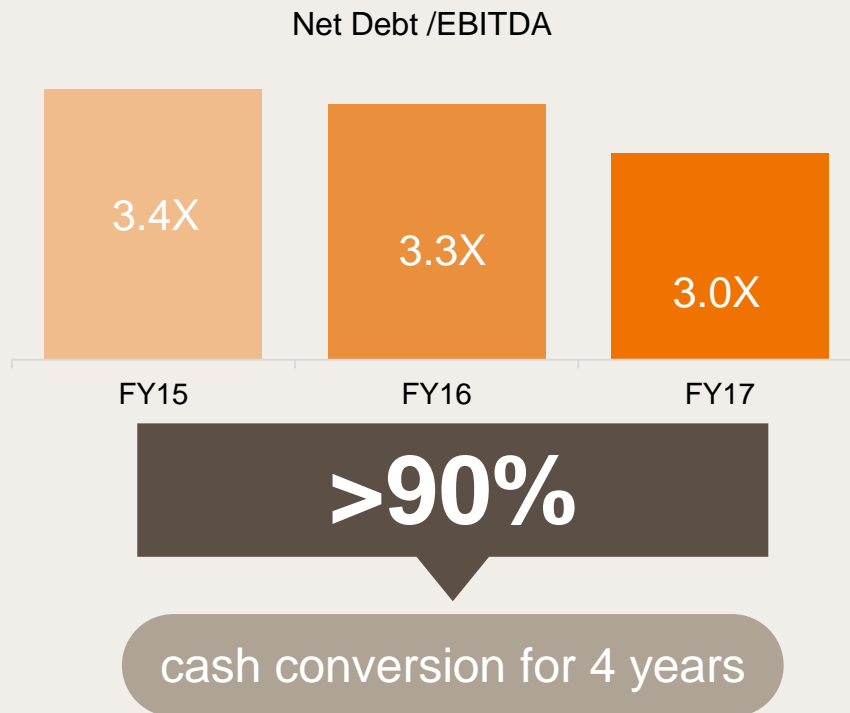 Net Debt /EBITDA
3.4X
3.3X
3.0X
FY15
FY16
FY17
>90%
cash conversion for 4 years